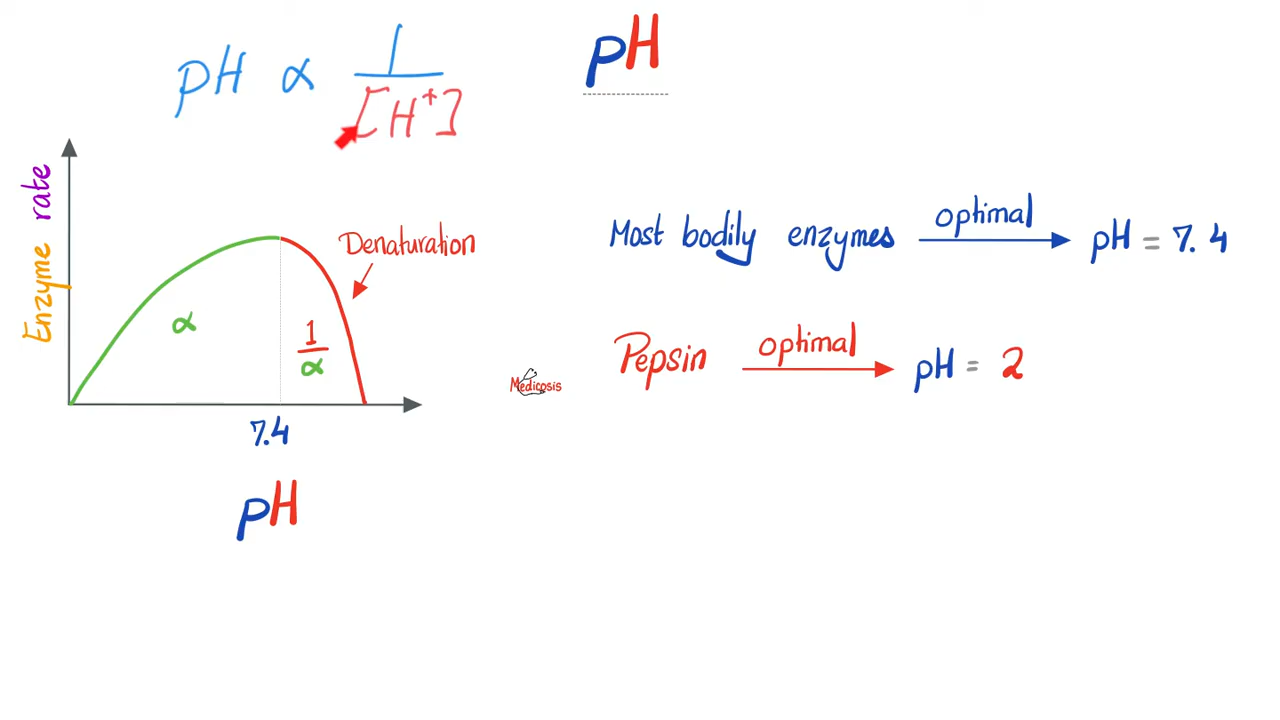 pH
pH α 1/[H⁺]
Enzyme rate
Denaturation
α
1/α
7.4
pH
Most bodily enzymes optimal pH = 7.4
Pepsin optimal pH = 2
Medicosis